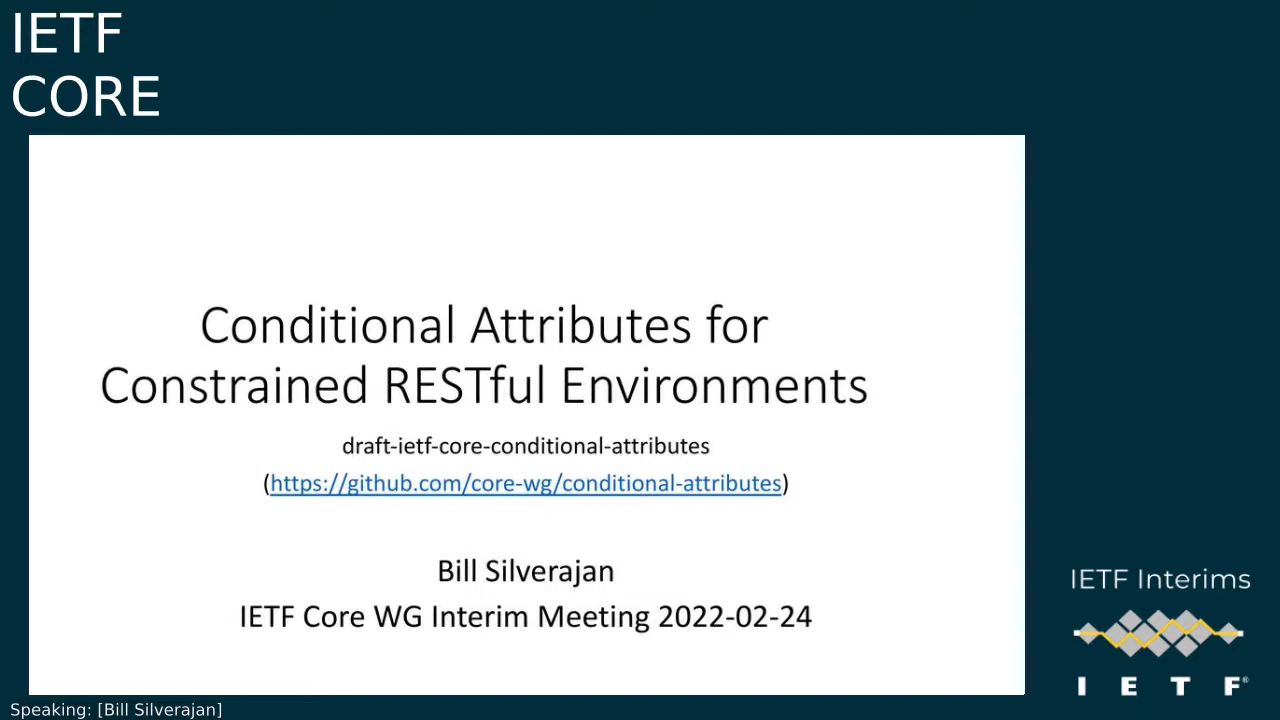 IETF
CORE
Conditional Attributes for
Constrained RESTful Environments
draft-ietf-core-conditional-attributes
(https://github.com/core-wg/conditional-attributes)
Bill Silverajan
IETF Core WG Interim Meeting 2022-02-24
IETF Interims
I E T F®
Speaking: [Bill Silverajan]